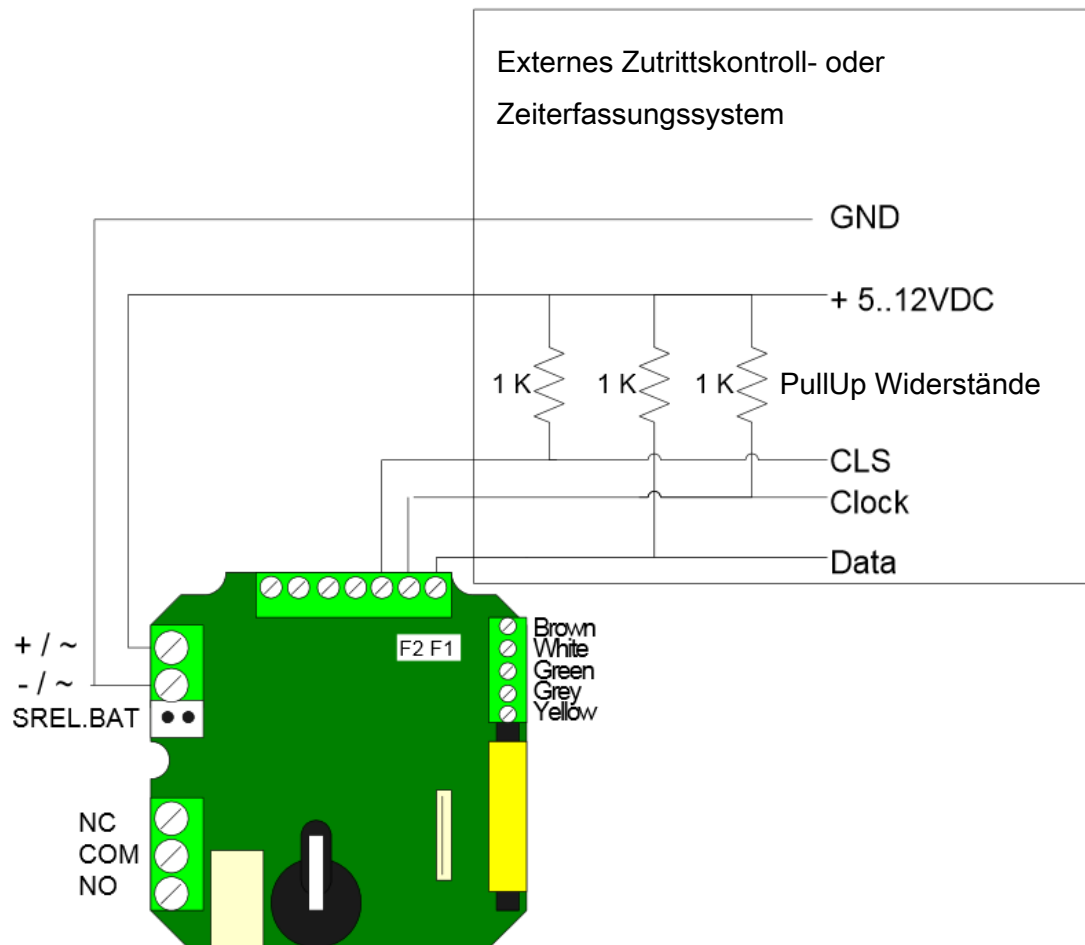 Externes Zutrittskontroll- oder
Zeiterfassungssystem
GND
+ 5..12VDC
1 K
1 K
1 K
PullUp Widerstände
CLS
Clock
Data
+ / ~
- / ~
SREL.BAT
F2 F1
Brown
White
Green
Grey
Yellow
NC
COM
NO